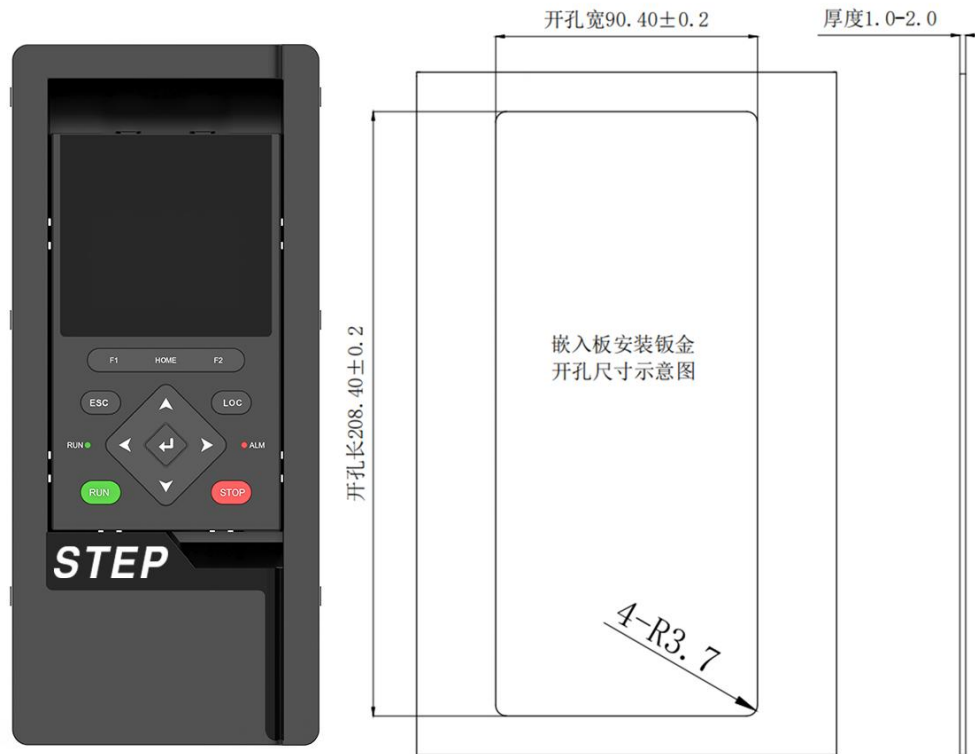 F1 HOME F2
ESC LOC
RUN ALM
RUN STOP
STEP
开孔宽90.40±0.2
厚度1.0-2.0
开孔长208.40±0.2
嵌入板安装钣金
开孔尺寸示意图
4-R3.7